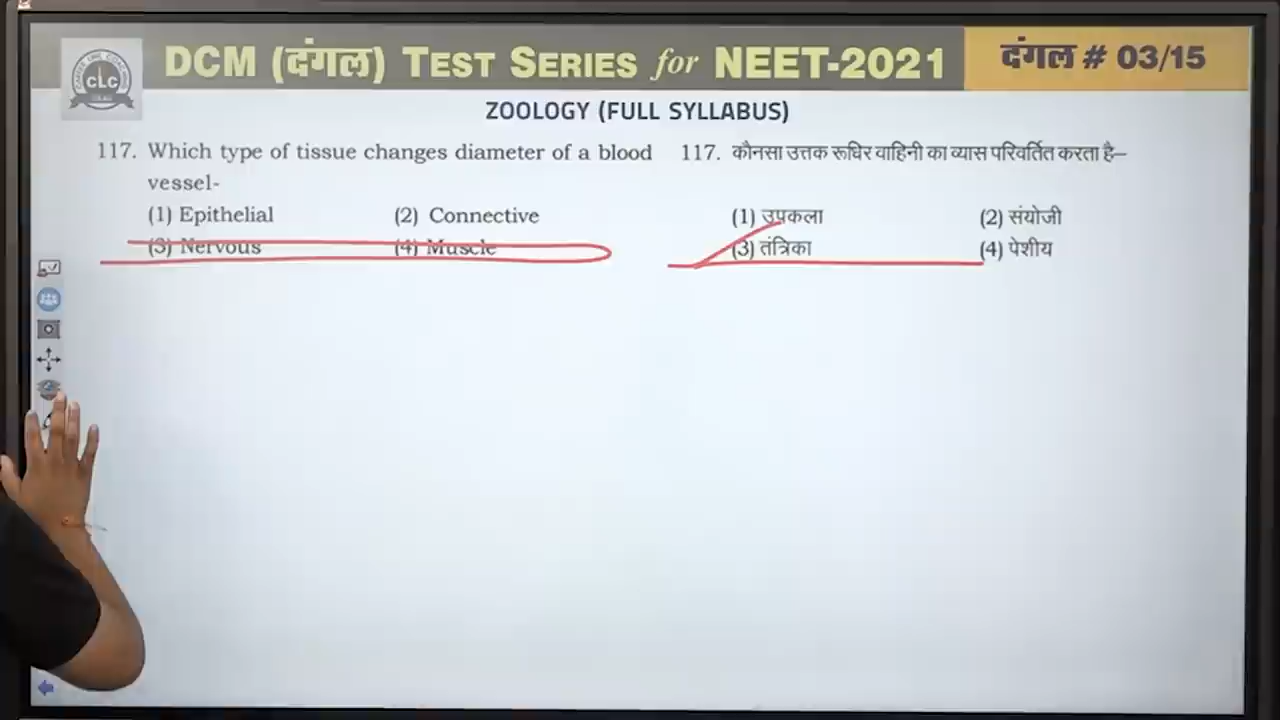 CLC
DCM (दंगल) TEST SERIES for NEET-2021
दंगल # 03/15
ZOOLOGY (FULL SYLLABUS)
117. Which type of tissue changes diameter of a blood
vessel-
(1) Epithelial (2) Connective
(3) Nervous (4) Muscle
117. कौनसा उत्तक रूधिर वाहिनी का व्यास परिवर्तित करता है–
(1) उपकला (2) संयोजी
(3) तंत्रिका (4) पेशीय